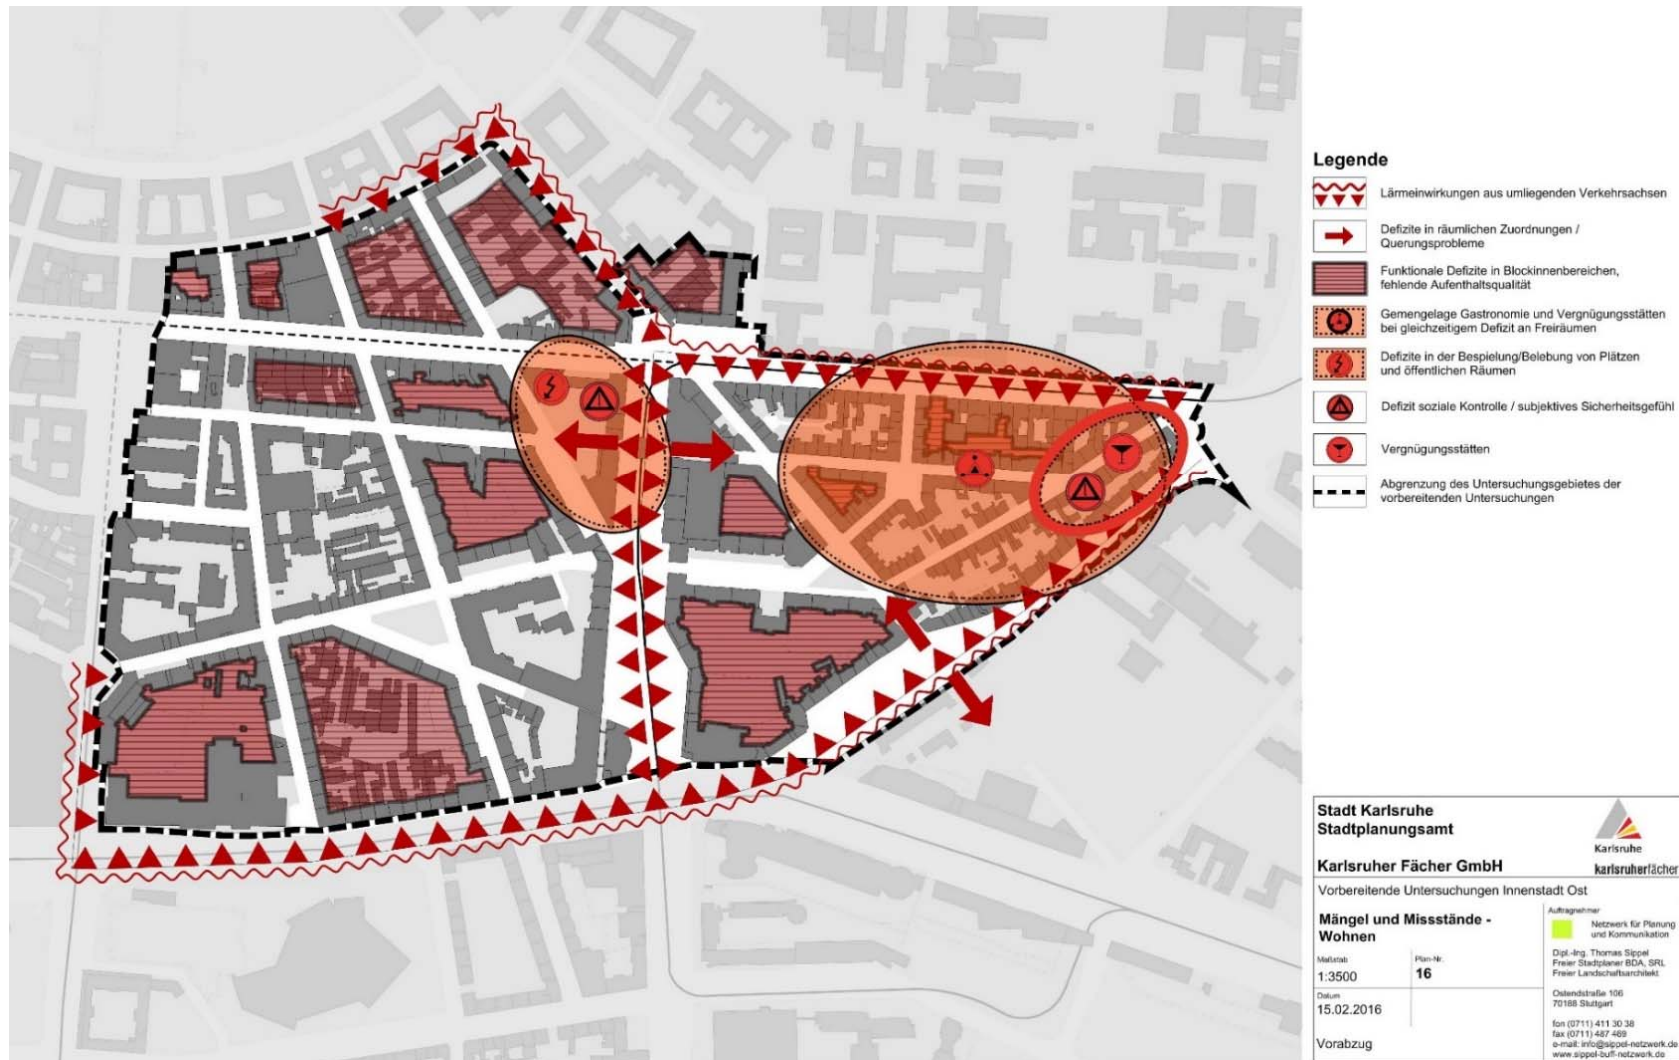 Legende
Lärmeinwirkungen aus umliegenden Verkehrsachsen
Defizite in räumlichen Zuordnungen /
Querungsprobleme
Funktionale Defizite in Blockinnenbereichen,
fehlende Aufenthaltsqualität
Gemengelage Gastronomie und Vergnügungsstätten
bei gleichzeitigem Defizit an Freiräumen
Defizite in der Bespielung/Belebung von Plätzen
und öffentlichen Räumen
Defizit soziale Kontrolle / subjektives Sicherheitsgefühl
Vergnügungsstätten
Abgrenzung des Untersuchungsgebietes der
vorbereitenden Untersuchungen
Stadt Karlsruhe
Stadtplanungsamt
Karlsruhe
Karlsruher Fächer GmbH
karlsruherfächer
Vorbereitende Untersuchungen Innenstadt Ost
Mängel und Missstände -
Wohnen
Maßstab
1:3500
Plan-Nr.
16
Datum
15.02.2016
Vorabzug
Auftragnehmer
Netzwerk für Planung
und Kommunikation
Dipl.-Ing. Thomas Sippel
Freier Stadtplaner BDA, SRL
Freier Landschaftsarchitekt
Ostendstraße 106
70188 Stuttgart
fon (0711) 411 30 38
fax (0711) 487 469
e-mail: info@sippel-netzwerk.de
www.sippel-buff-netzwerk.de